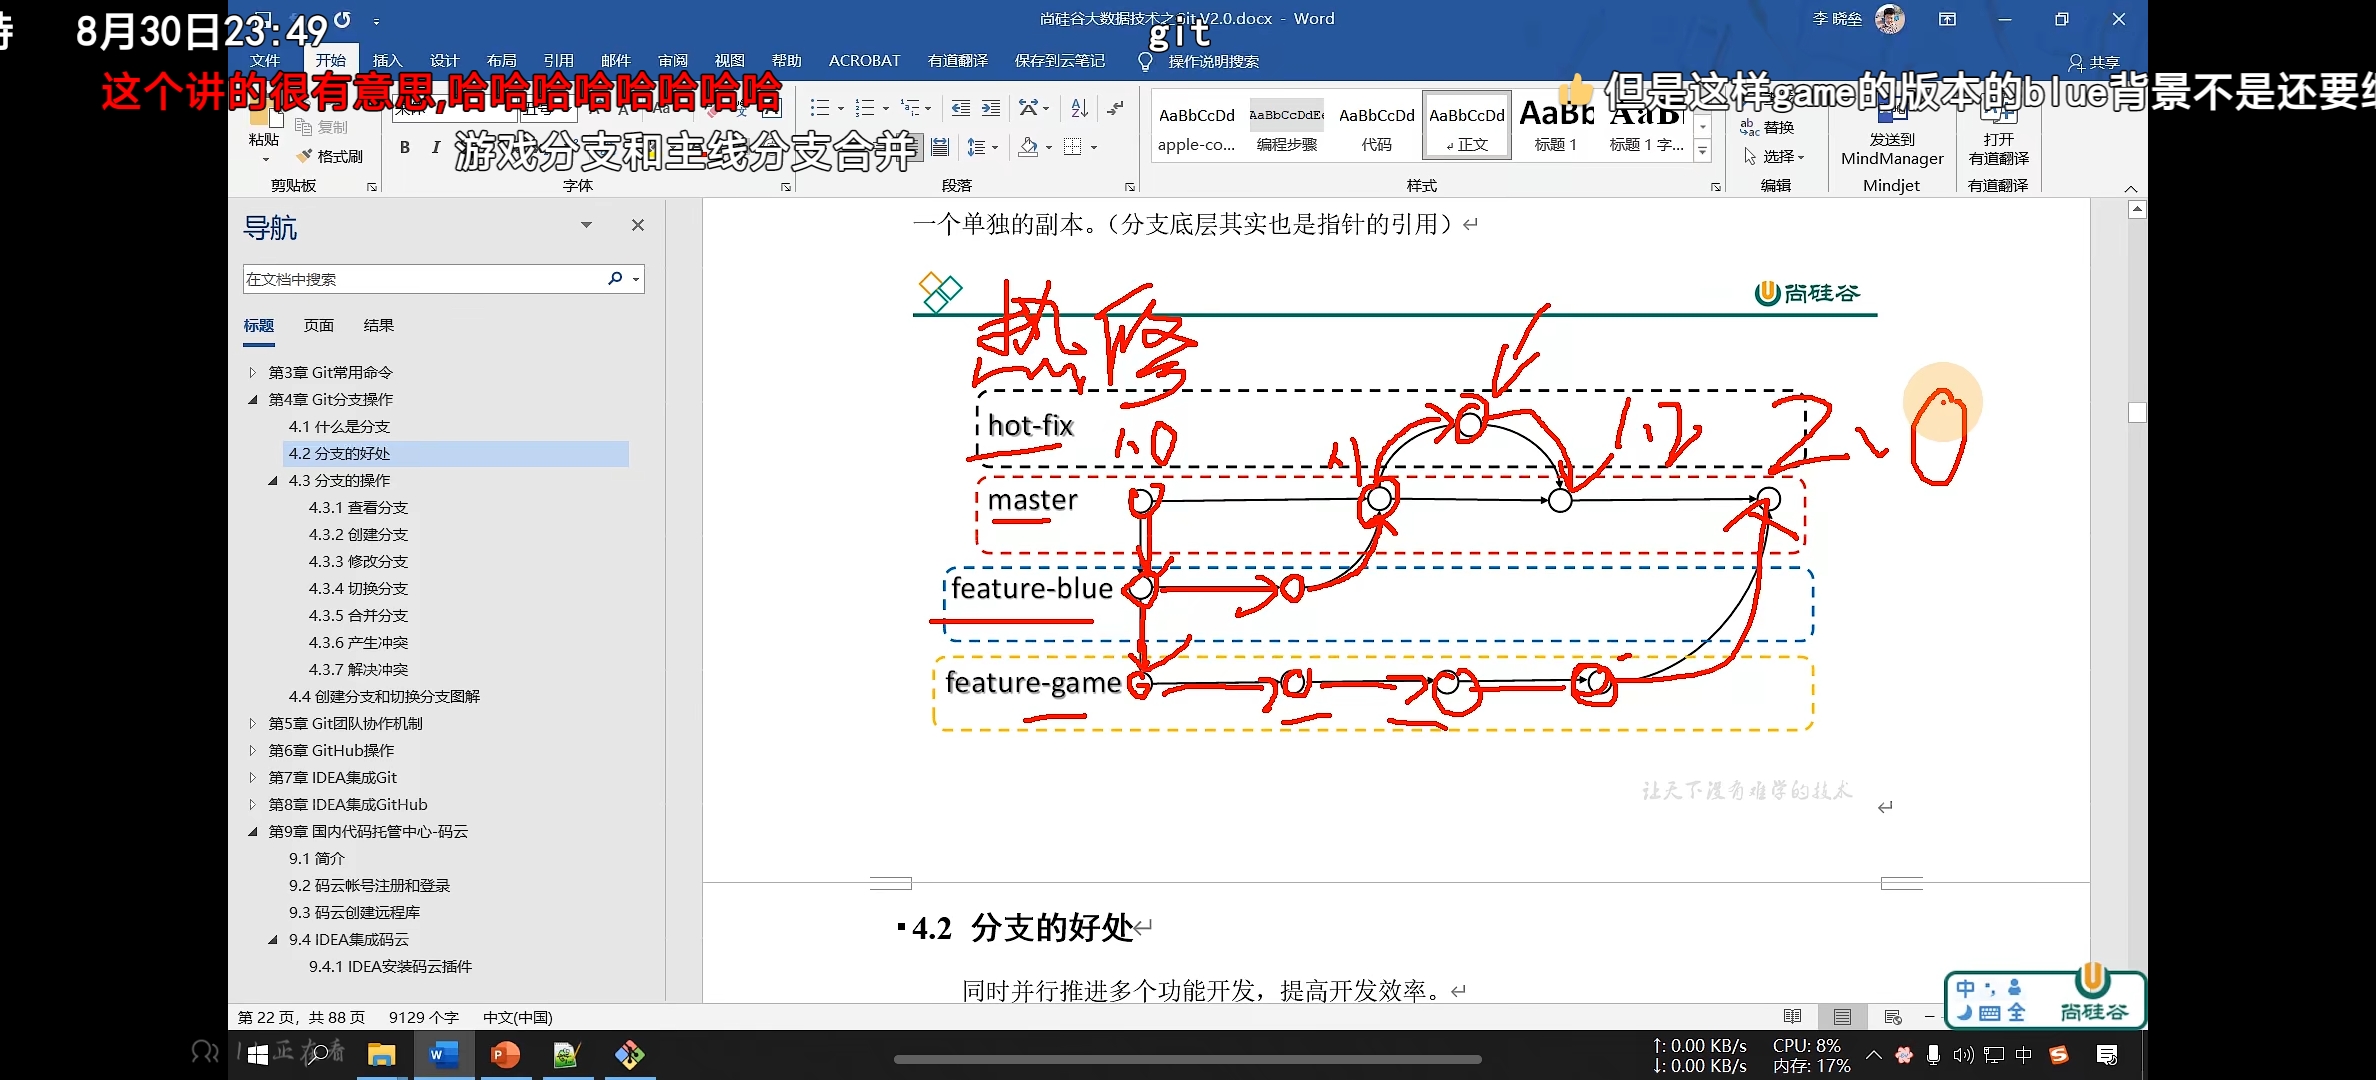 8月30日23:49
尚硅谷大数据技术之Git V2.0.docx - Word
李 晓垒
git
文件 开始 插入 设计 布局 引用 邮件 审阅 视图 帮助 ACROBAT 有道翻译 保存到云笔记 操作说明搜索
共享
这个讲的很有意思,哈哈哈哈哈哈哈哈
但是这样game的版本的blue背景不是还要
游戏分支和主线分支合并
粘贴
复制
格式刷
B I
AaBbCcDd AaBbCcDdEe AaBbCcDd AaBbCcDd AaBb
apple-co... 编程步骤 代码 正文 标题 1 标题 1 字...
替换
选择
发送到
MindManager
打开
有道翻译
剪贴板 字体 段落 样式 编辑 Mindjet 有道翻译
导航
在文档中搜索
标题 页面 结果
第3章 Git常用命令
第4章 Git分支操作
4.1 什么是分支
4.2 分支的好处
4.3 分支的操作
4.3.1 查看分支
4.3.2 创建分支
4.3.3 修改分支
4.3.4 切换分支
4.3.5 合并分支
4.3.6 产生冲突
4.3.7 解决冲突
4.4 创建分支和切换分支图解
第5章 Git团队协作机制
第6章 GitHub操作
第7章 IDEA集成Git
第8章 IDEA集成GitHub
第9章 国内代码托管中心-码云
9.1 简介
9.2 码云帐号注册和登录
9.3 码云创建远程库
9.4 IDEA集成码云
9.4.1 IDEA安装码云插件
一个单独的副本。（分支底层其实也是指针的引用）
尚硅谷
热修
hot-fix
1.0
1.1
1.2
2.0
master
feature-blue
feature-game
让天下没有难学的技术
4.2 分支的好处
同时并行推进多个功能开发，提高开发效率。
中 全
尚硅谷
第 22 页，共 88 页 9129 个字 中文(中国)
正在看
↑: 0.00 KB/s
↓: 0.00 KB/s
CPU: 8%
内存: 17%
中